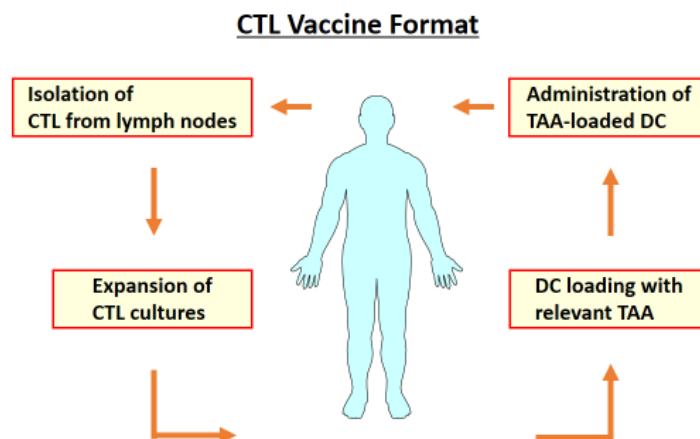 CTL Vaccine Format
Isolation of
CTL from lymph nodes
Administration of
TAA-loaded DC
Expansion of
CTL cultures
DC loading with
relevant TAA